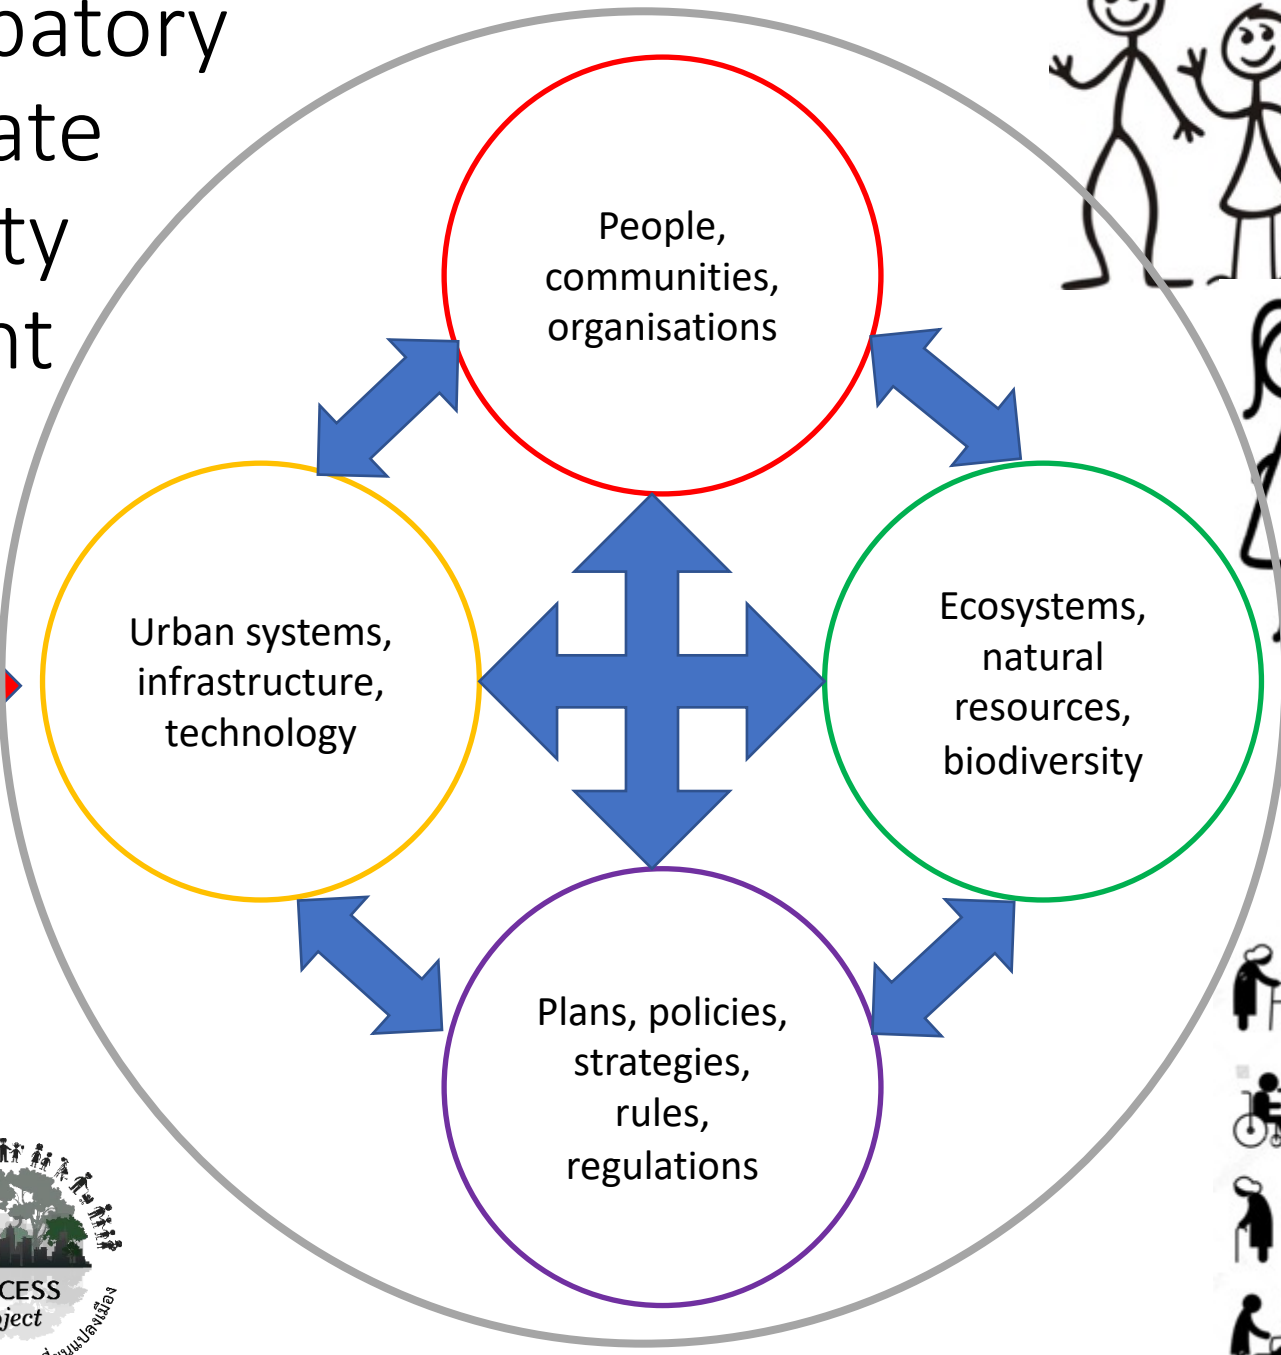 patory
ate
ty
nt
People,
communities,
organisations
Urban systems,
infrastructure,
technology
Ecosystems,
natural
resources,
biodiversity
Plans, policies,
strategies,
rules,
regulations
CESS
ject